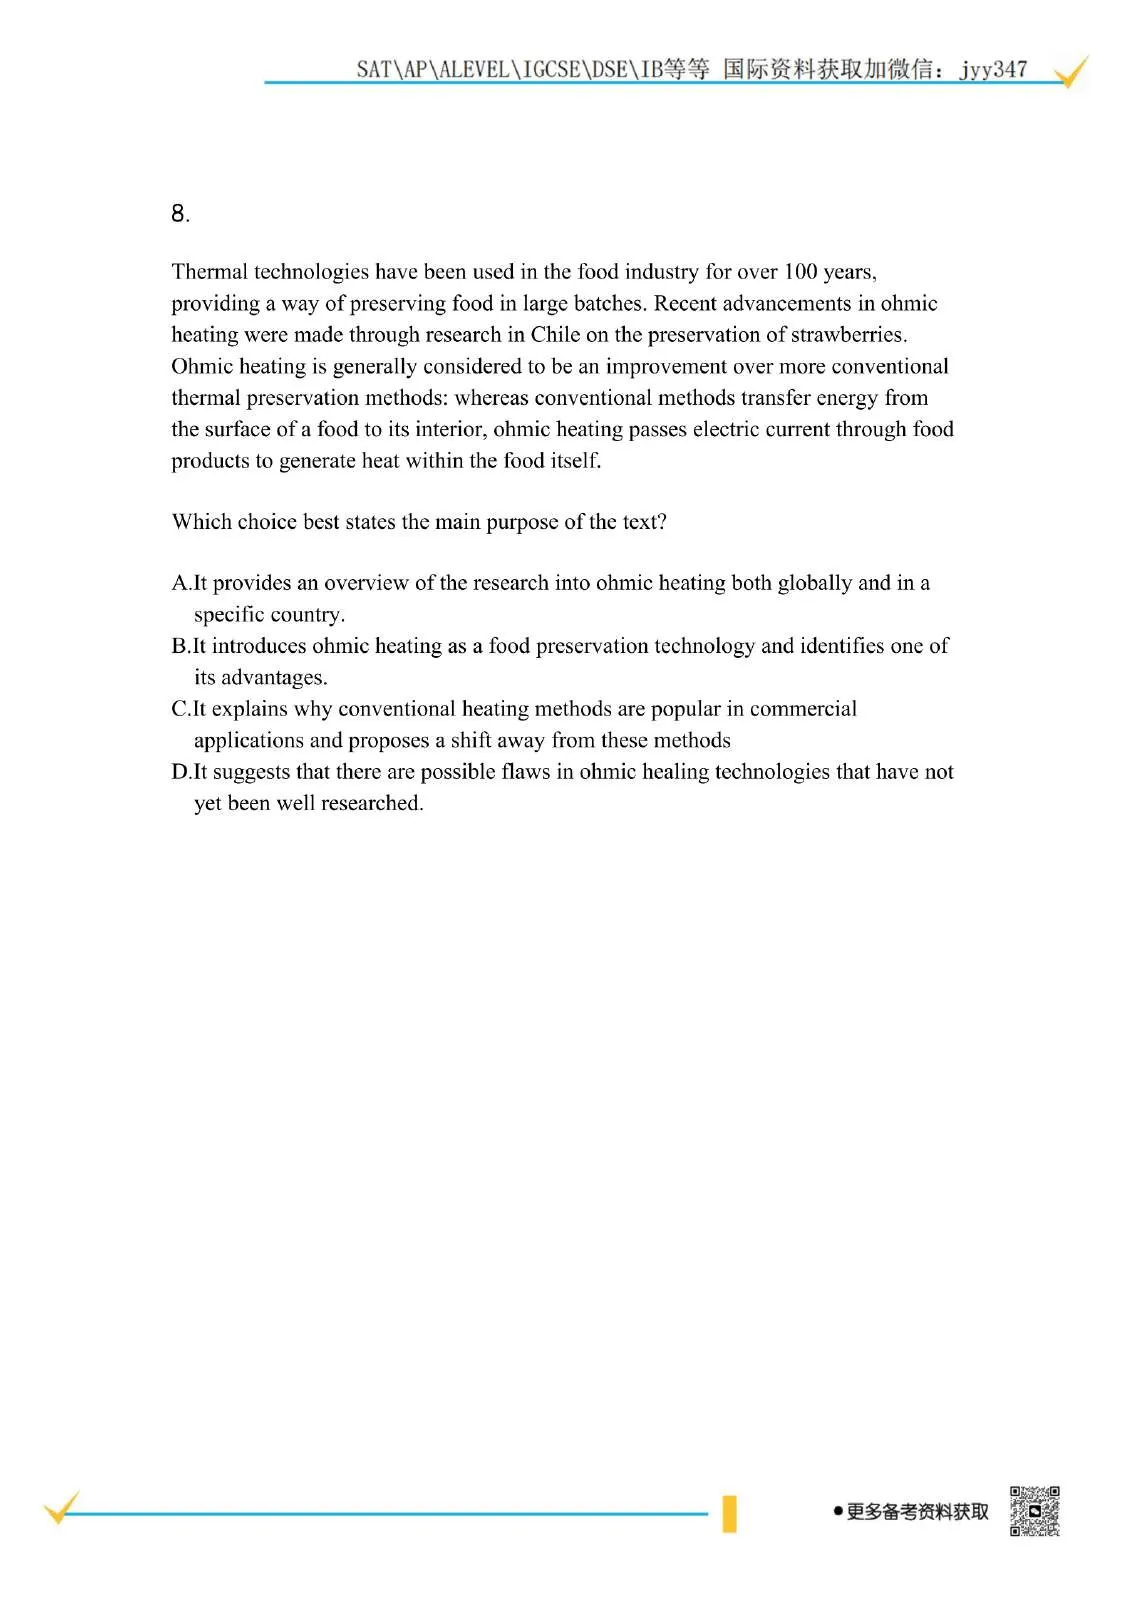 SAT\AP\ALEVEL\IGCSE\DSE\IB等等 国际资料获取加微信：jyy347
8.
Thermal technologies have been used in the food industry for over 100 years,
providing a way of preserving food in large batches. Recent advancements in ohmic
heating were made through research in Chile on the preservation of strawberries.
Ohmic heating is generally considered to be an improvement over more conventional
thermal preservation methods: whereas conventional methods transfer energy from
the surface of a food to its interior, ohmic heating passes electric current through food
products to generate heat within the food itself.
Which choice best states the main purpose of the text?
A.It provides an overview of the research into ohmic heating both globally and in a
specific country.
B.It introduces ohmic heating as a food preservation technology and identifies one of
its advantages.
C.It explains why conventional heating methods are popular in commercial
applications and proposes a shift away from these methods
D.It suggests that there are possible flaws in ohmic healing technologies that have not
yet been well researched.
●更多备考资料获取